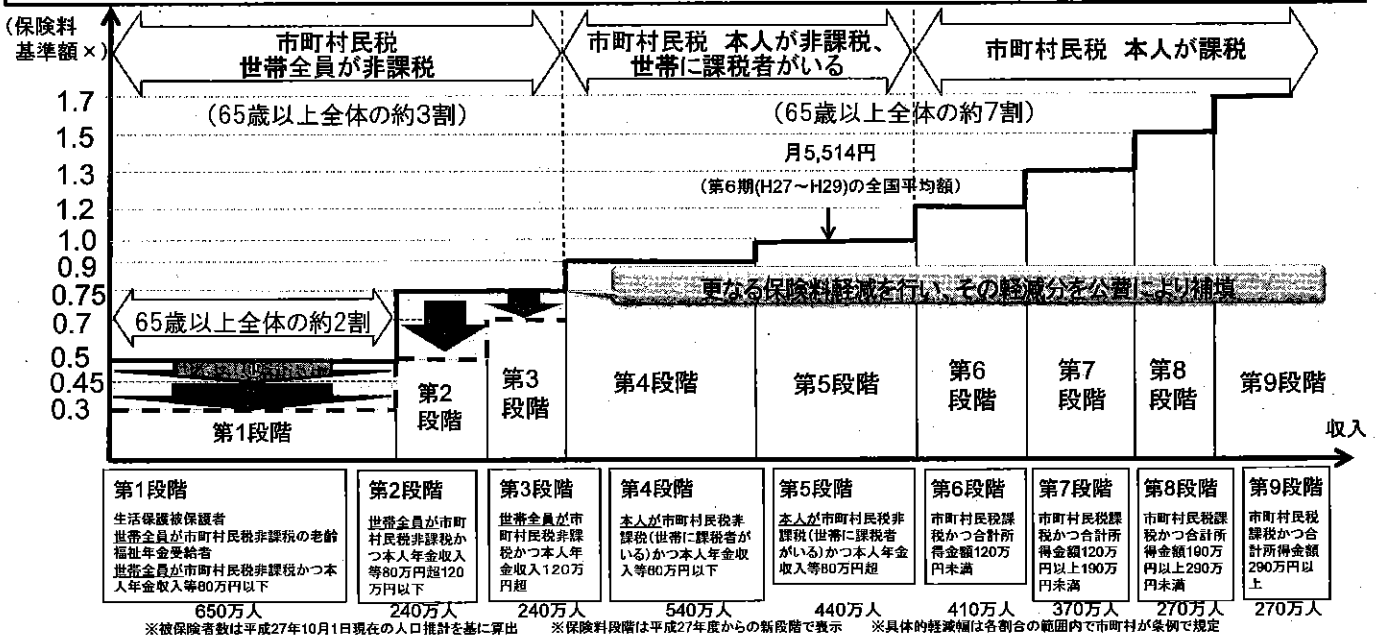 (保険料
基準額×)
市町村民税
世帯全員が非課税
市町村民税 本人が非課税、
世帯に課税者がいる
市町村民税 本人が課税
(65歳以上全体の約3割)
(65歳以上全体の約7割)
1.7
1.5
1.3
1.2
1.0
0.9
0.75
0.7
0.5
0.45
0.3
月5,514円
(第6期(H27~H29)の全国平均額)
更なる保険料軽減を行い、その軽減分を公費により補填
65歳以上全体の約2割
第1段階
第2
段階
第3
段階
第4段階
第5段階
第6
段階
第7
段階
第8
段階
第9段階
収入
第1段階
生活保護被保護者
世帯全員が市町村民税非課税の老齢
福祉年金受給者
世帯全員が市町村民税非課税かつ本
人年金収入等80万円以下
650万人
第2段階
世帯全員が市町
村民税非課税か
つ本人年金収入
等80万円超120
万円以下
240万人
第3段階
世帯全員が市
町村民税非課
税かつ本人年
金収入120万
円超
240万人
第4段階
本人が市町村民税非
課税(世帯に課税者が
いる)かつ本人年金収
入等80万円以下
540万人
第5段階
本人が市町村民税非
課税(世帯に課税者
がいる)かつ本人年金
収入等80万円超
440万人
第6段階
市町村民税課
税かつ合計所
得金額120万
円未満
410万人
第7段階
市町村民税課
税かつ合計所
得金額120万
円以上190万
円未満
370万人
第8段階
市町村民税課
税かつ合計所
得金額190万
円以上290万
円未満
270万人
第9段階
市町村民税
課税かつ合
計所得金額
290万円以
上
270万人
※被保険者数は平成27年10月1日現在の人口推計を基に算出 ※保険料段階は平成27年度からの新段階で表示 ※具体的軽減幅は各割合の範囲内で市町村が条例で規定